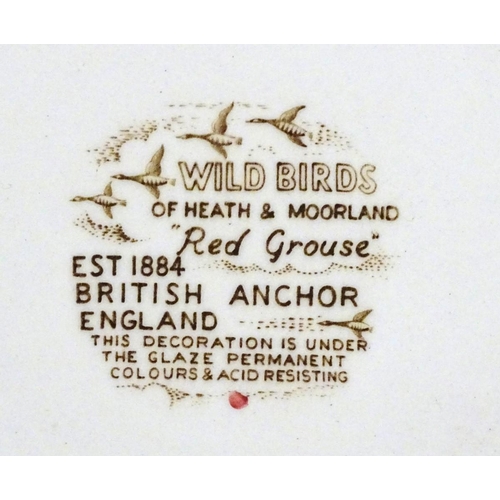 WILD BIRDS
OF HEATH & MOORLAND
"Red Grouse"
EST 1884
BRITISH ANCHOR
ENGLAND
THIS DECORATION IS UNDER
THE GLAZE PERMANENT
COLOURS & ACID RESISTING